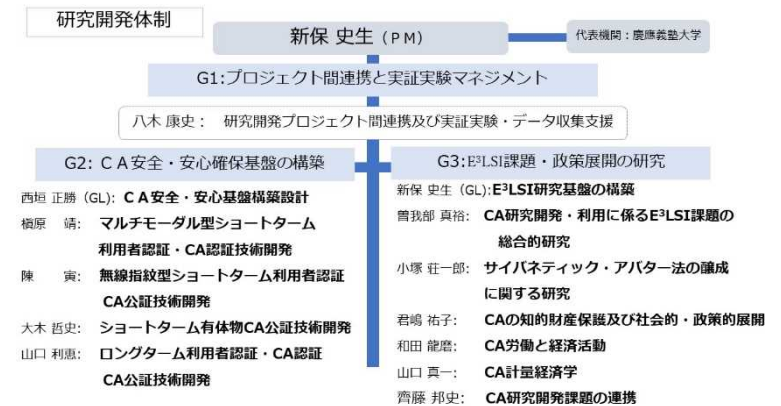 研究開発体制
新保 史生(PM)
代表機関:慶應義塾大学
G1:プロジェクト間連携と実証実験マネジメント
八木 康史: 研究開発プロジェクト間連携及び実証実験・データ収集支援
G2: CA安全・安心確保基盤の構築
西垣 正勝 (GL): CA安全・安心基盤構築設計
槇原 靖: マルチモーダル型ショートターム
利用者認証・CA認証技術開発
陳 寅: 無線指紋型ショートターム利用者認証
CA公証技術開発
大木 哲史: ショートターム有体物CA公証技術開発
山口 利恵: ロングターム利用者認証・CA認証
CA公証技術開発
G3:E³LSI課題・政策展開の研究
新保 史生 (GL):E³LSI研究基盤の構築
曽我部 真裕: CA研究開発・利用に係るE³LSI課題の
総合的研究
小塚 荘一郎: サイバネティック・アバター法の醸成
に関する研究
君嶋 祐子: CAの知的財産保護及び社会的・政策的展開
和田 龍磨: CA労働と経済活動
山口 真一: CA計量経済学
齊藤 邦史: CA研究開発課題の連携